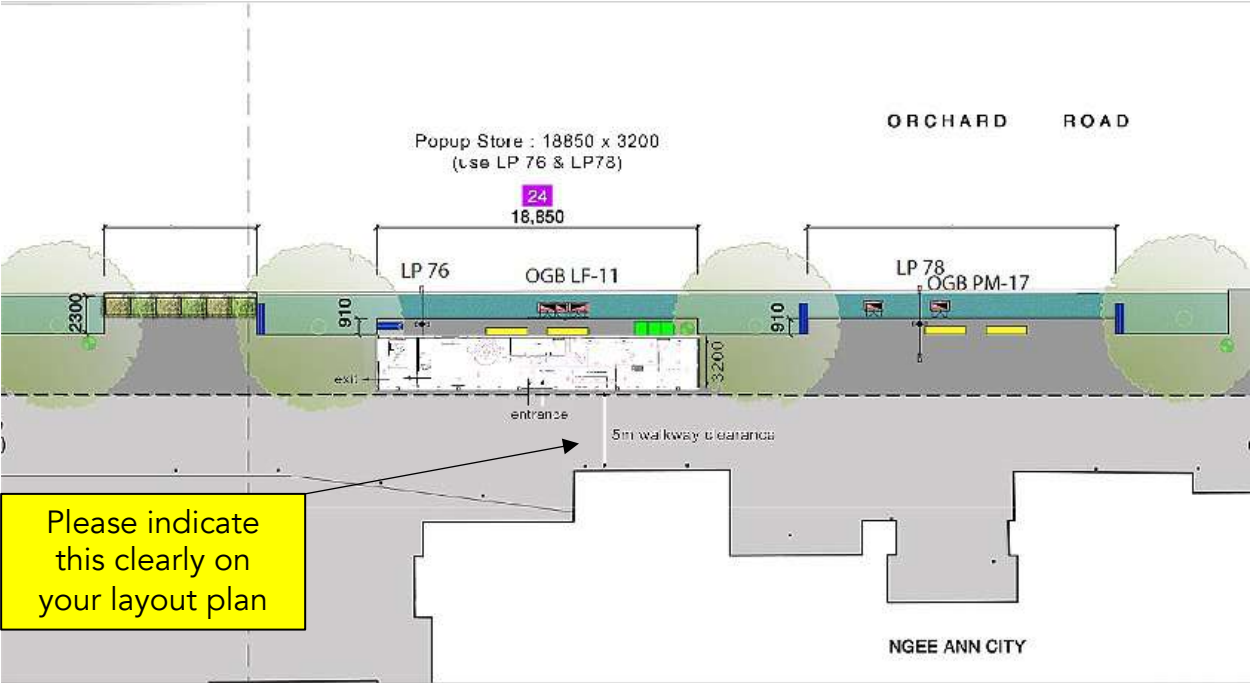 ORCHARD ROAD
Popup Store : 18850 x 3200
(use LP 76 & LP78)
24
18,850
LP 76
OGB LF-11
LP 78
OGB PM-17
2300
910
910
3200
exit
entrance
5m walkway clearance
Please indicate
this clearly on
your layout plan
NGEE ANN CITY